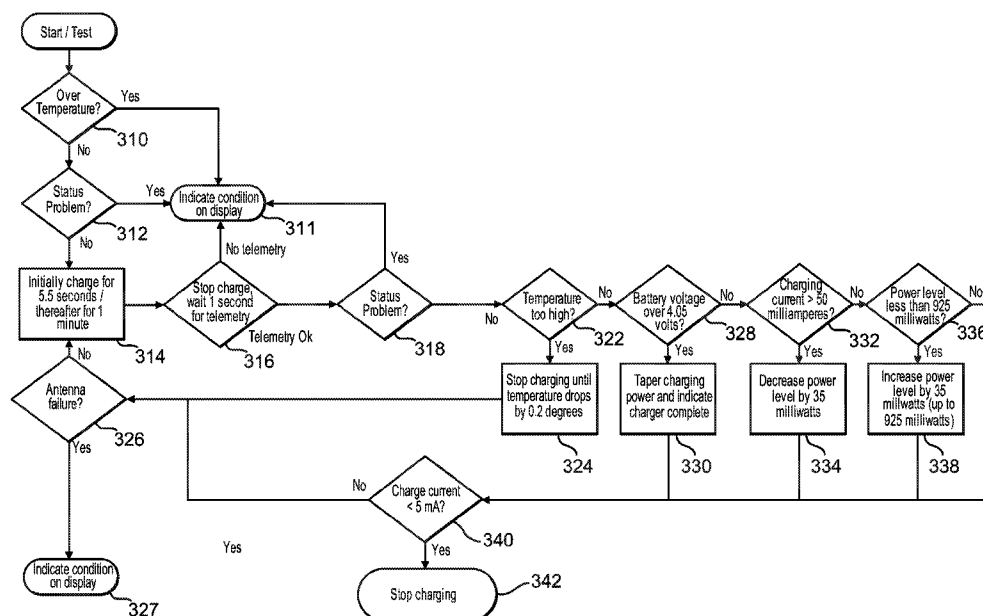 Start / Test
Over
Temperature?
Yes
310
No
Status
Problem?
Yes
312
No
Indicate condition
on display
311
No telemetry
Initially charge for
5.5 seconds /
thereafter for 1
minute
314
Stop charge,
wait 1 second
for telemetry
316
Telemetry Ok
Yes
Status
Problem?
318
No
Temperature
too high?
322
No
Yes
Battery voltage
over 4.05
volts?
328
No
Yes
Charging
current > 50
milliamperes?
332
No
Yes
Power level
less than 925
milliwatts?
336
No
Yes
No
Antenna
failure?
326
Yes
Stop charging until
temperature drops
by 0.2 degrees
324
Taper charging
power and indicate
charger complete
330
Decrease power
level by 35
milliwatts
334
Increase power
level by 35
millwatts (up to
925 milliwatts)
338
No
Charge current
< 5 mA?
340
Yes
Yes
Indicate condition
on display
327
Stop charging
342